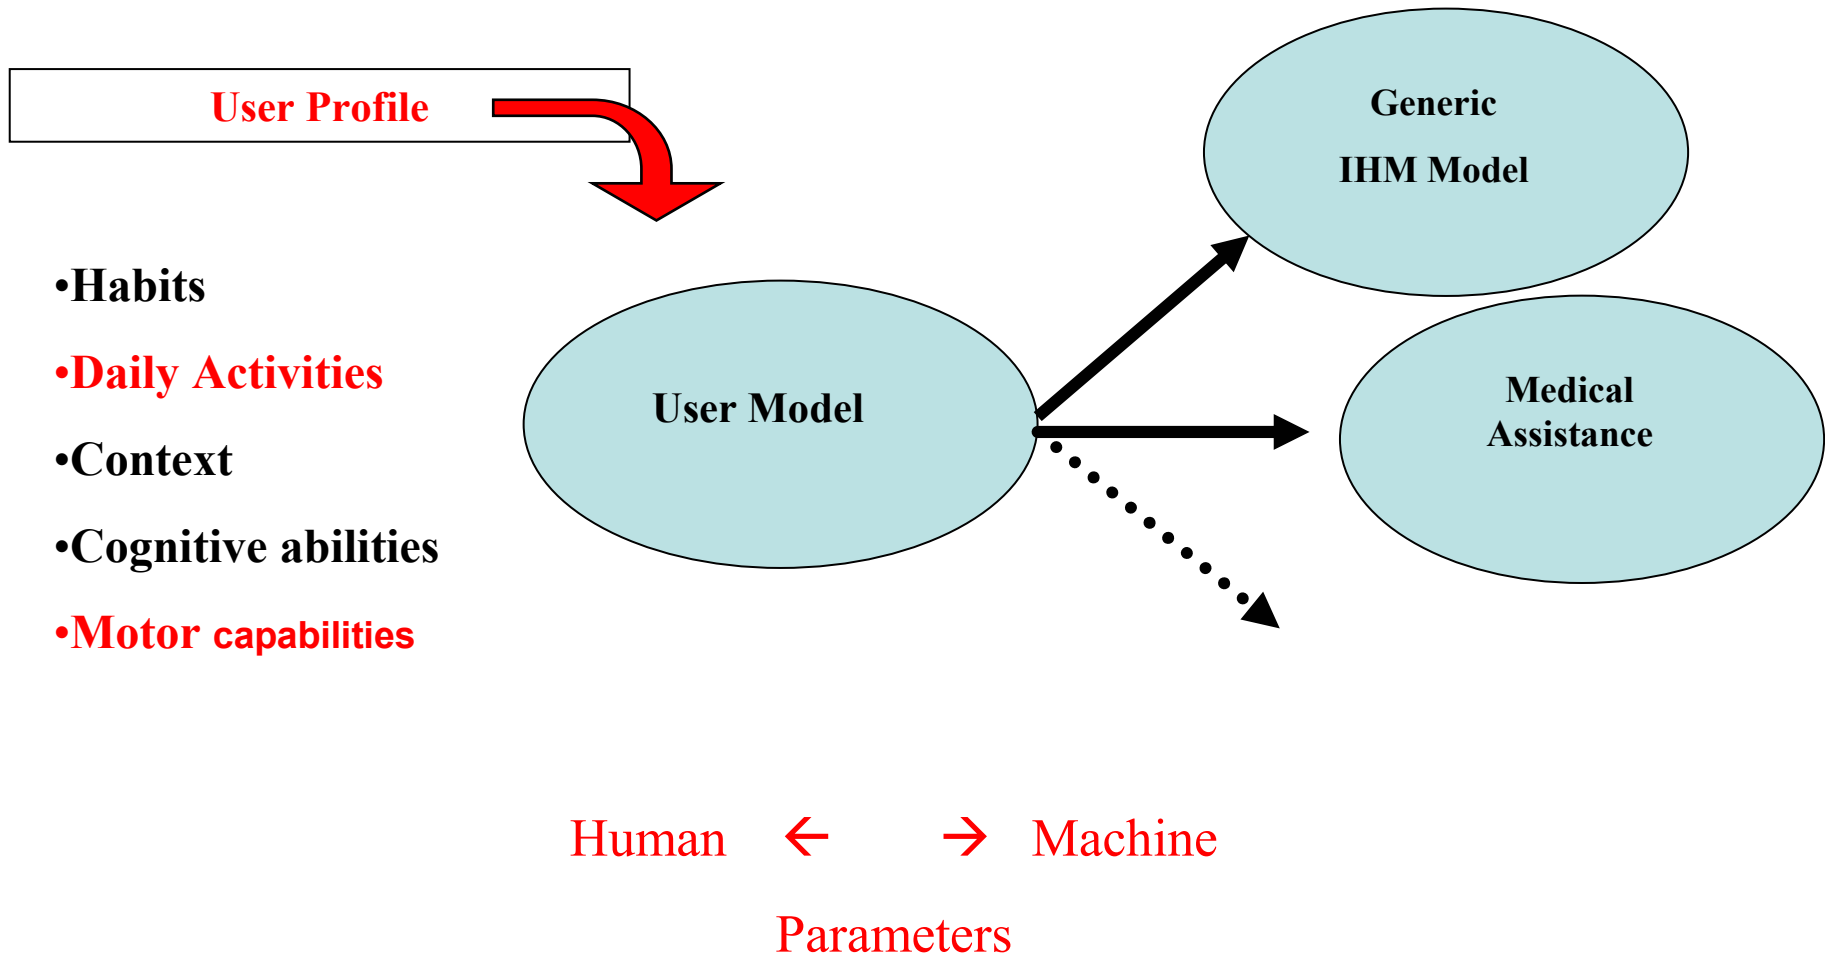 User Profile
•Habits
•Daily Activities
•Context
•Cognitive abilities
•Motor capabilities
User Model
Generic
IHM Model
Medical
Assistance
Human ← → Machine
Parameters